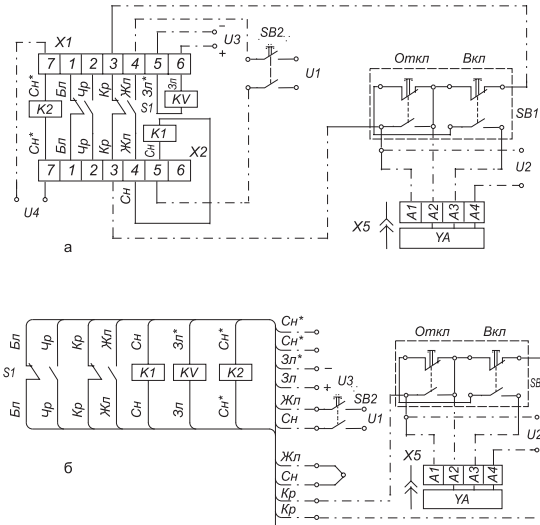 X1
7 1 2 3 4 5 6
U3
−
+
SB2
U1
Откл Вкл
SB1
Сн* Бл Чр Кр Жл Зл* Зл
K2
S1
KV
K1
Сн* Бл Чр Кр Жл Сн
X2
7 1 2 3 4 5 6
Сн
U4
U2
X5
A1 A2 A3 A4
YA
а
Бл Чр Кр Жл Сн Зл* Сн*
S1
K1 KV K2
Бл Чр Кр Жл Сн Зл Сн*
Сн*
Сн*
Зл* −
Зл + U3
Жл SB2
Сн U1
Жл
Сн
Кр
Кр
Откл Вкл
SB
U2
X5
A1 A2 A3 A4
YA
б